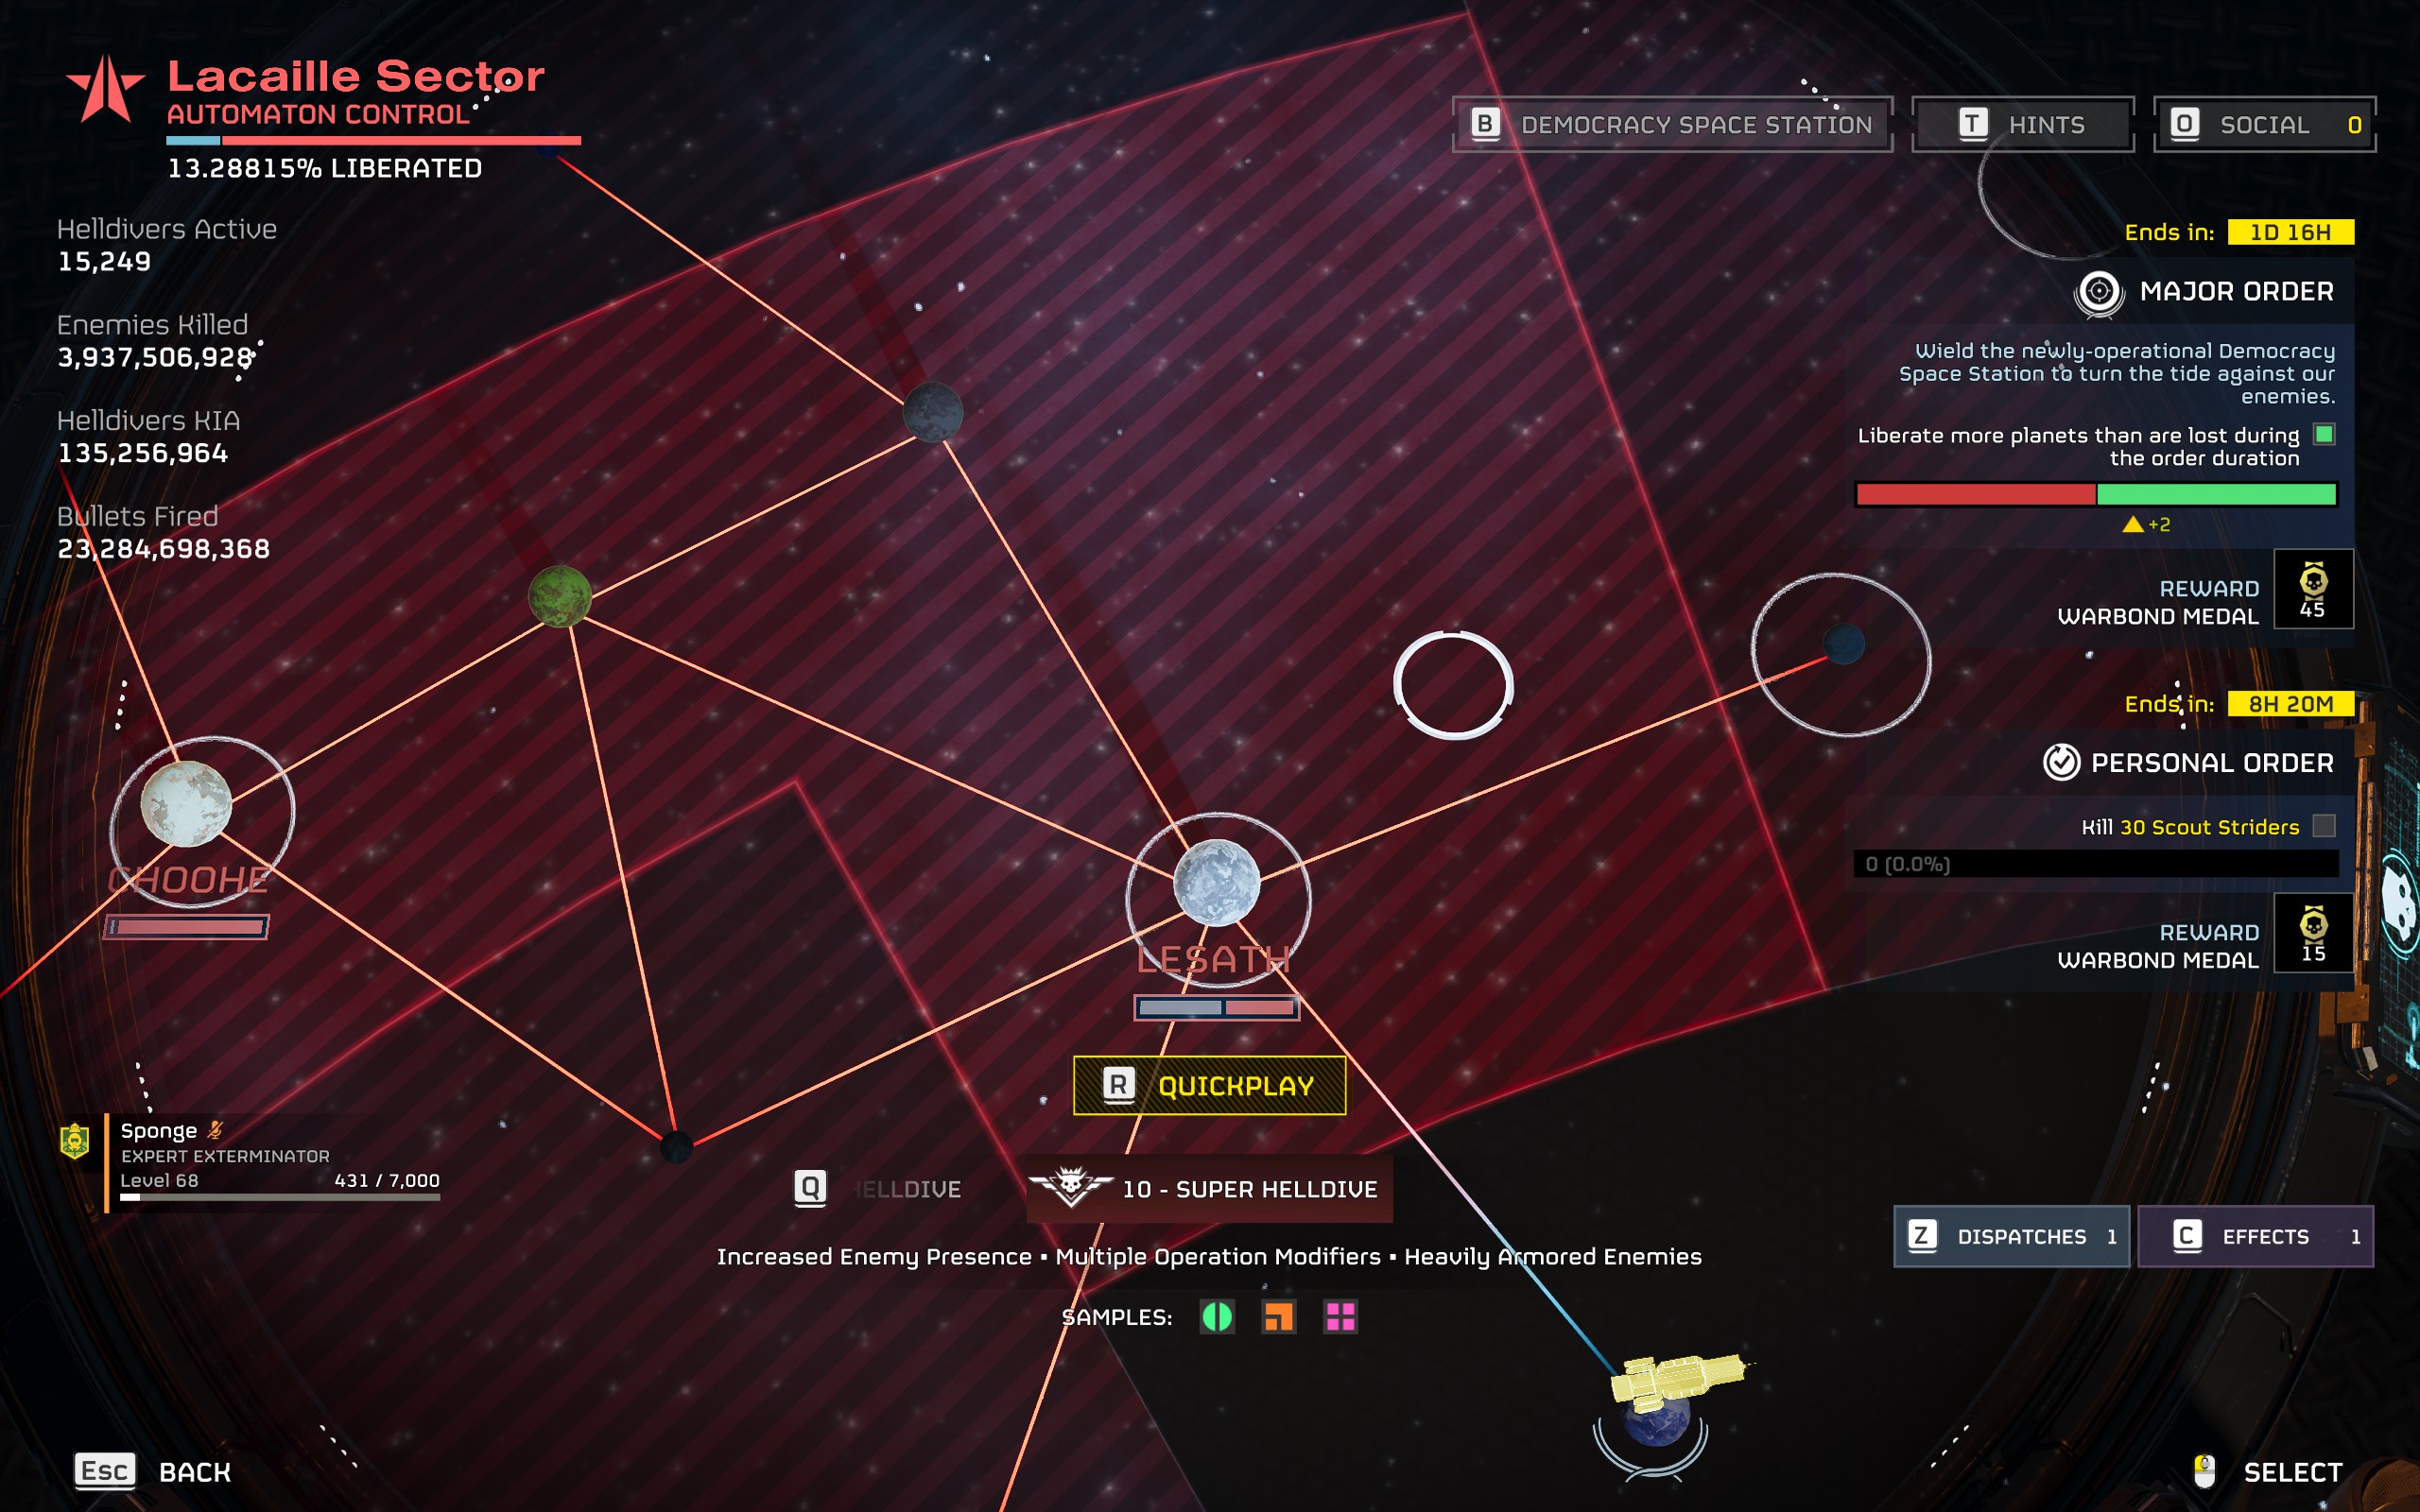 Lacaille Sector
AUTOMATON CONTROL
13.28815% LIBERATED
Helldivers Active
15,249
Enemies Killed
3,937,506,928
Helldivers KIA
135,256,964
Bullets Fired
23,284,698,368
B DEMOCRACY SPACE STATION
T HINTS
O SOCIAL 0
Ends in: 1D 16H
MAJOR ORDER
Wield the newly-operational Democracy
Space Station to turn the tide against our
enemies.
Liberate more planets than are lost during
the order duration
+2
REWARD
WARBOND MEDAL
45
Ends in: 8H 20M
PERSONAL ORDER
Kill 30 Scout Striders
0 (0.0%)
REWARD
WARBOND MEDAL
15
CHOOHE
LESATH
R QUICKPLAY
Sponge
EXPERT EXTERMINATOR
Level 68 431 / 7,000
Q HELLDIVE
10 - SUPER HELLDIVE
Increased Enemy Presence ▪ Multiple Operation Modifiers ▪ Heavily Armored Enemies
SAMPLES:
Z DISPATCHES 1
C EFFECTS 1
Esc BACK
SELECT